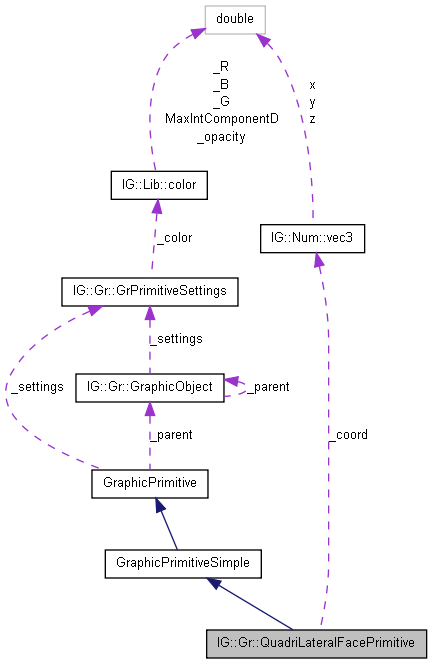 double
_R
_B
_G
MaxIntComponentD
_opacity
x
y
z
IG::Lib::color
_color
IG::Num::vec3
IG::Gr::GrPrimitiveSettings
_settings
_settings
IG::Gr::GraphicObject
_parent
_parent
_coord
GraphicPrimitive
GraphicPrimitiveSimple
IG::Gr::QuadriLateralFacePrimitive